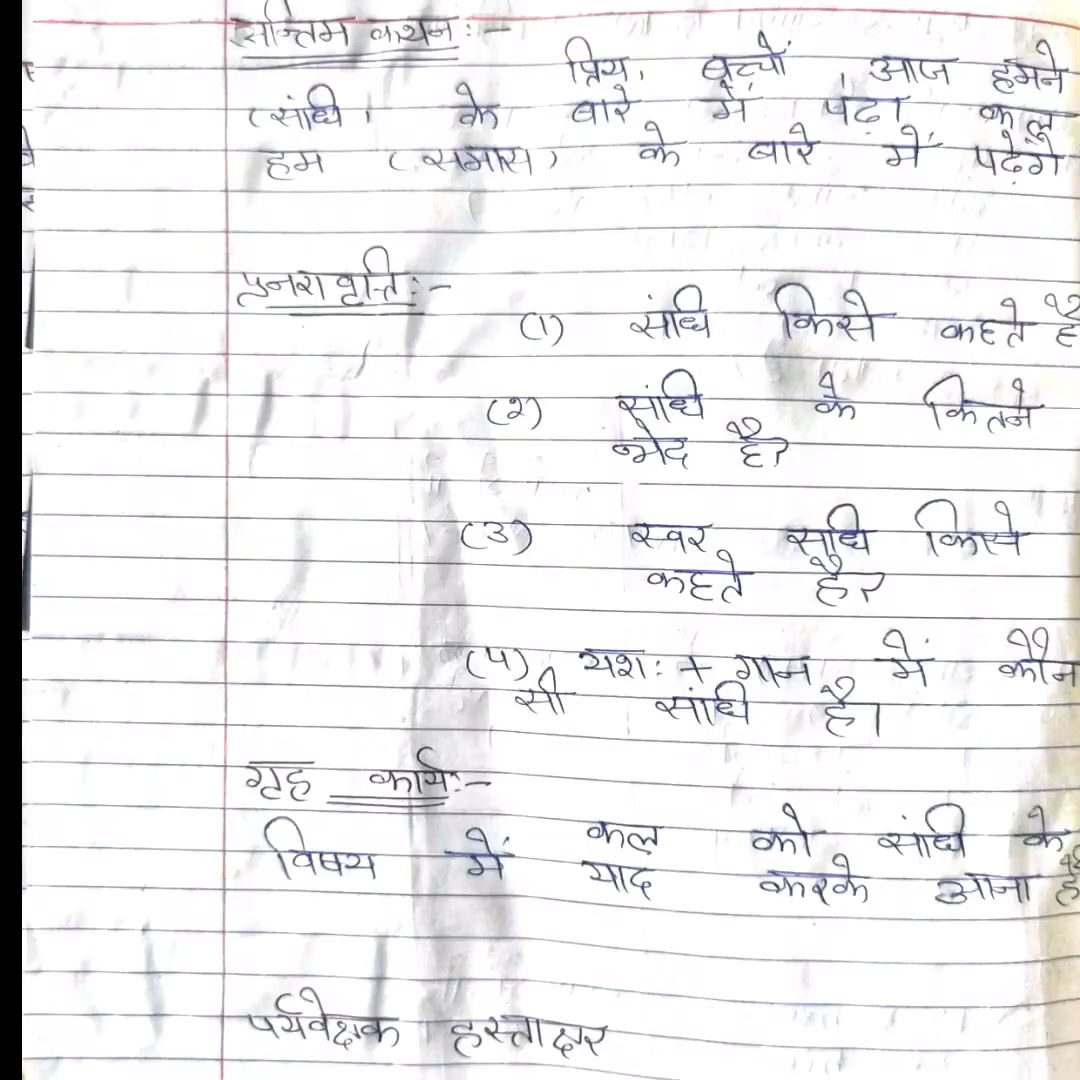 सन्तिम कथन :-
प्रिय, बच्चों, आज हमने
(संधि, के बारे में पढ़ा कल
हम (समास) के बारे में पढ़ेगें
पुनरावृत्ति :-
(1) संधि किसे कहते है
(२) संधि के कितने
भेद है?
(3) स्वर संधि किसे
कहते है?
(4) यशः + गान में कौन
सी संधि है।
गृह कार्य :-
कल को संधि के
विषय में याद करके आना है
पर्यवेक्षक हस्ताक्षर